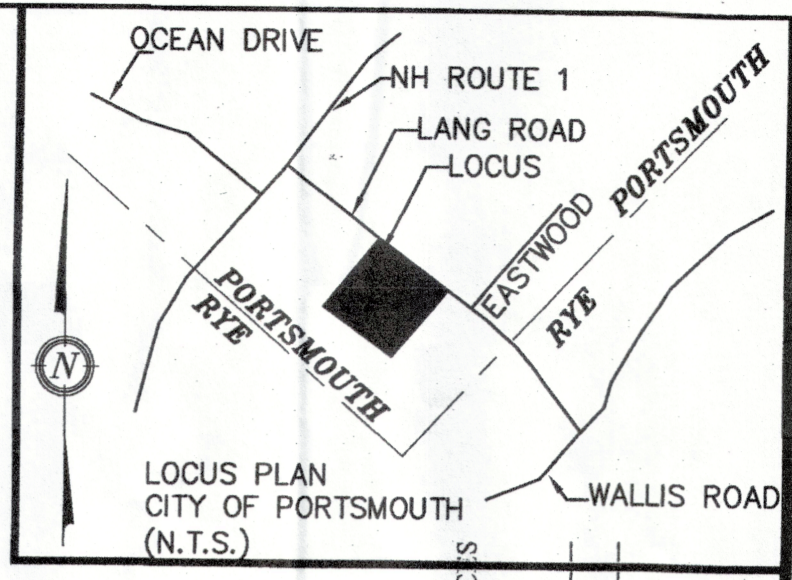 OCEAN DRIVE
NH ROUTE 1
LANG ROAD
LOCUS
EASTWOOD
PORTSMOUTH
RYE
PORTSMOUTH
RYE
N
WALLIS ROAD
LOCUS PLAN
CITY OF PORTSMOUTH
(N.T.S.)